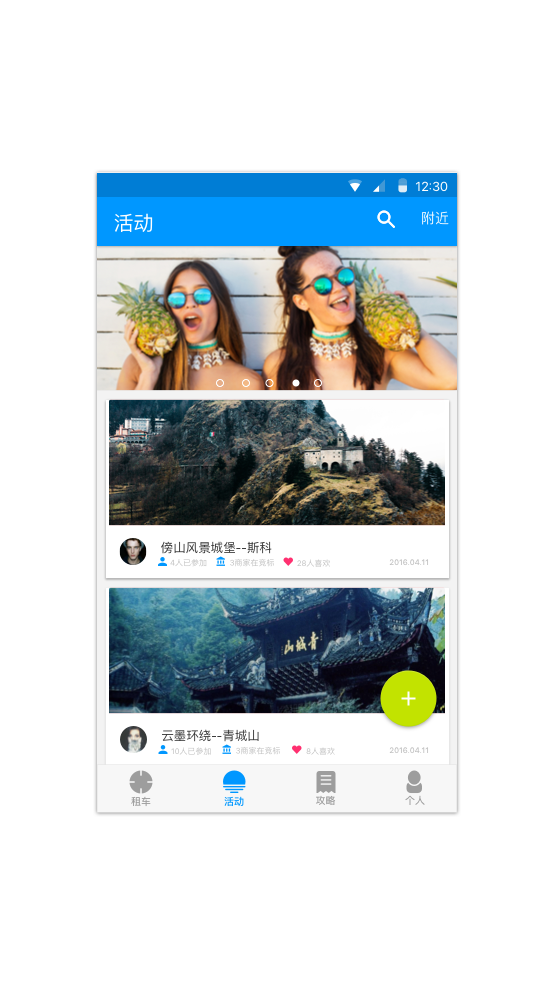 12:30
活动
附近
傍山风景城堡--斯科
4人已参加 3商家在竞标 28人喜欢 2016.04.11
青城山
云墨环绕--青城山
10人已参加 3商家在竞标 8人喜欢 2016.04.11
租车 活动 攻略 个人